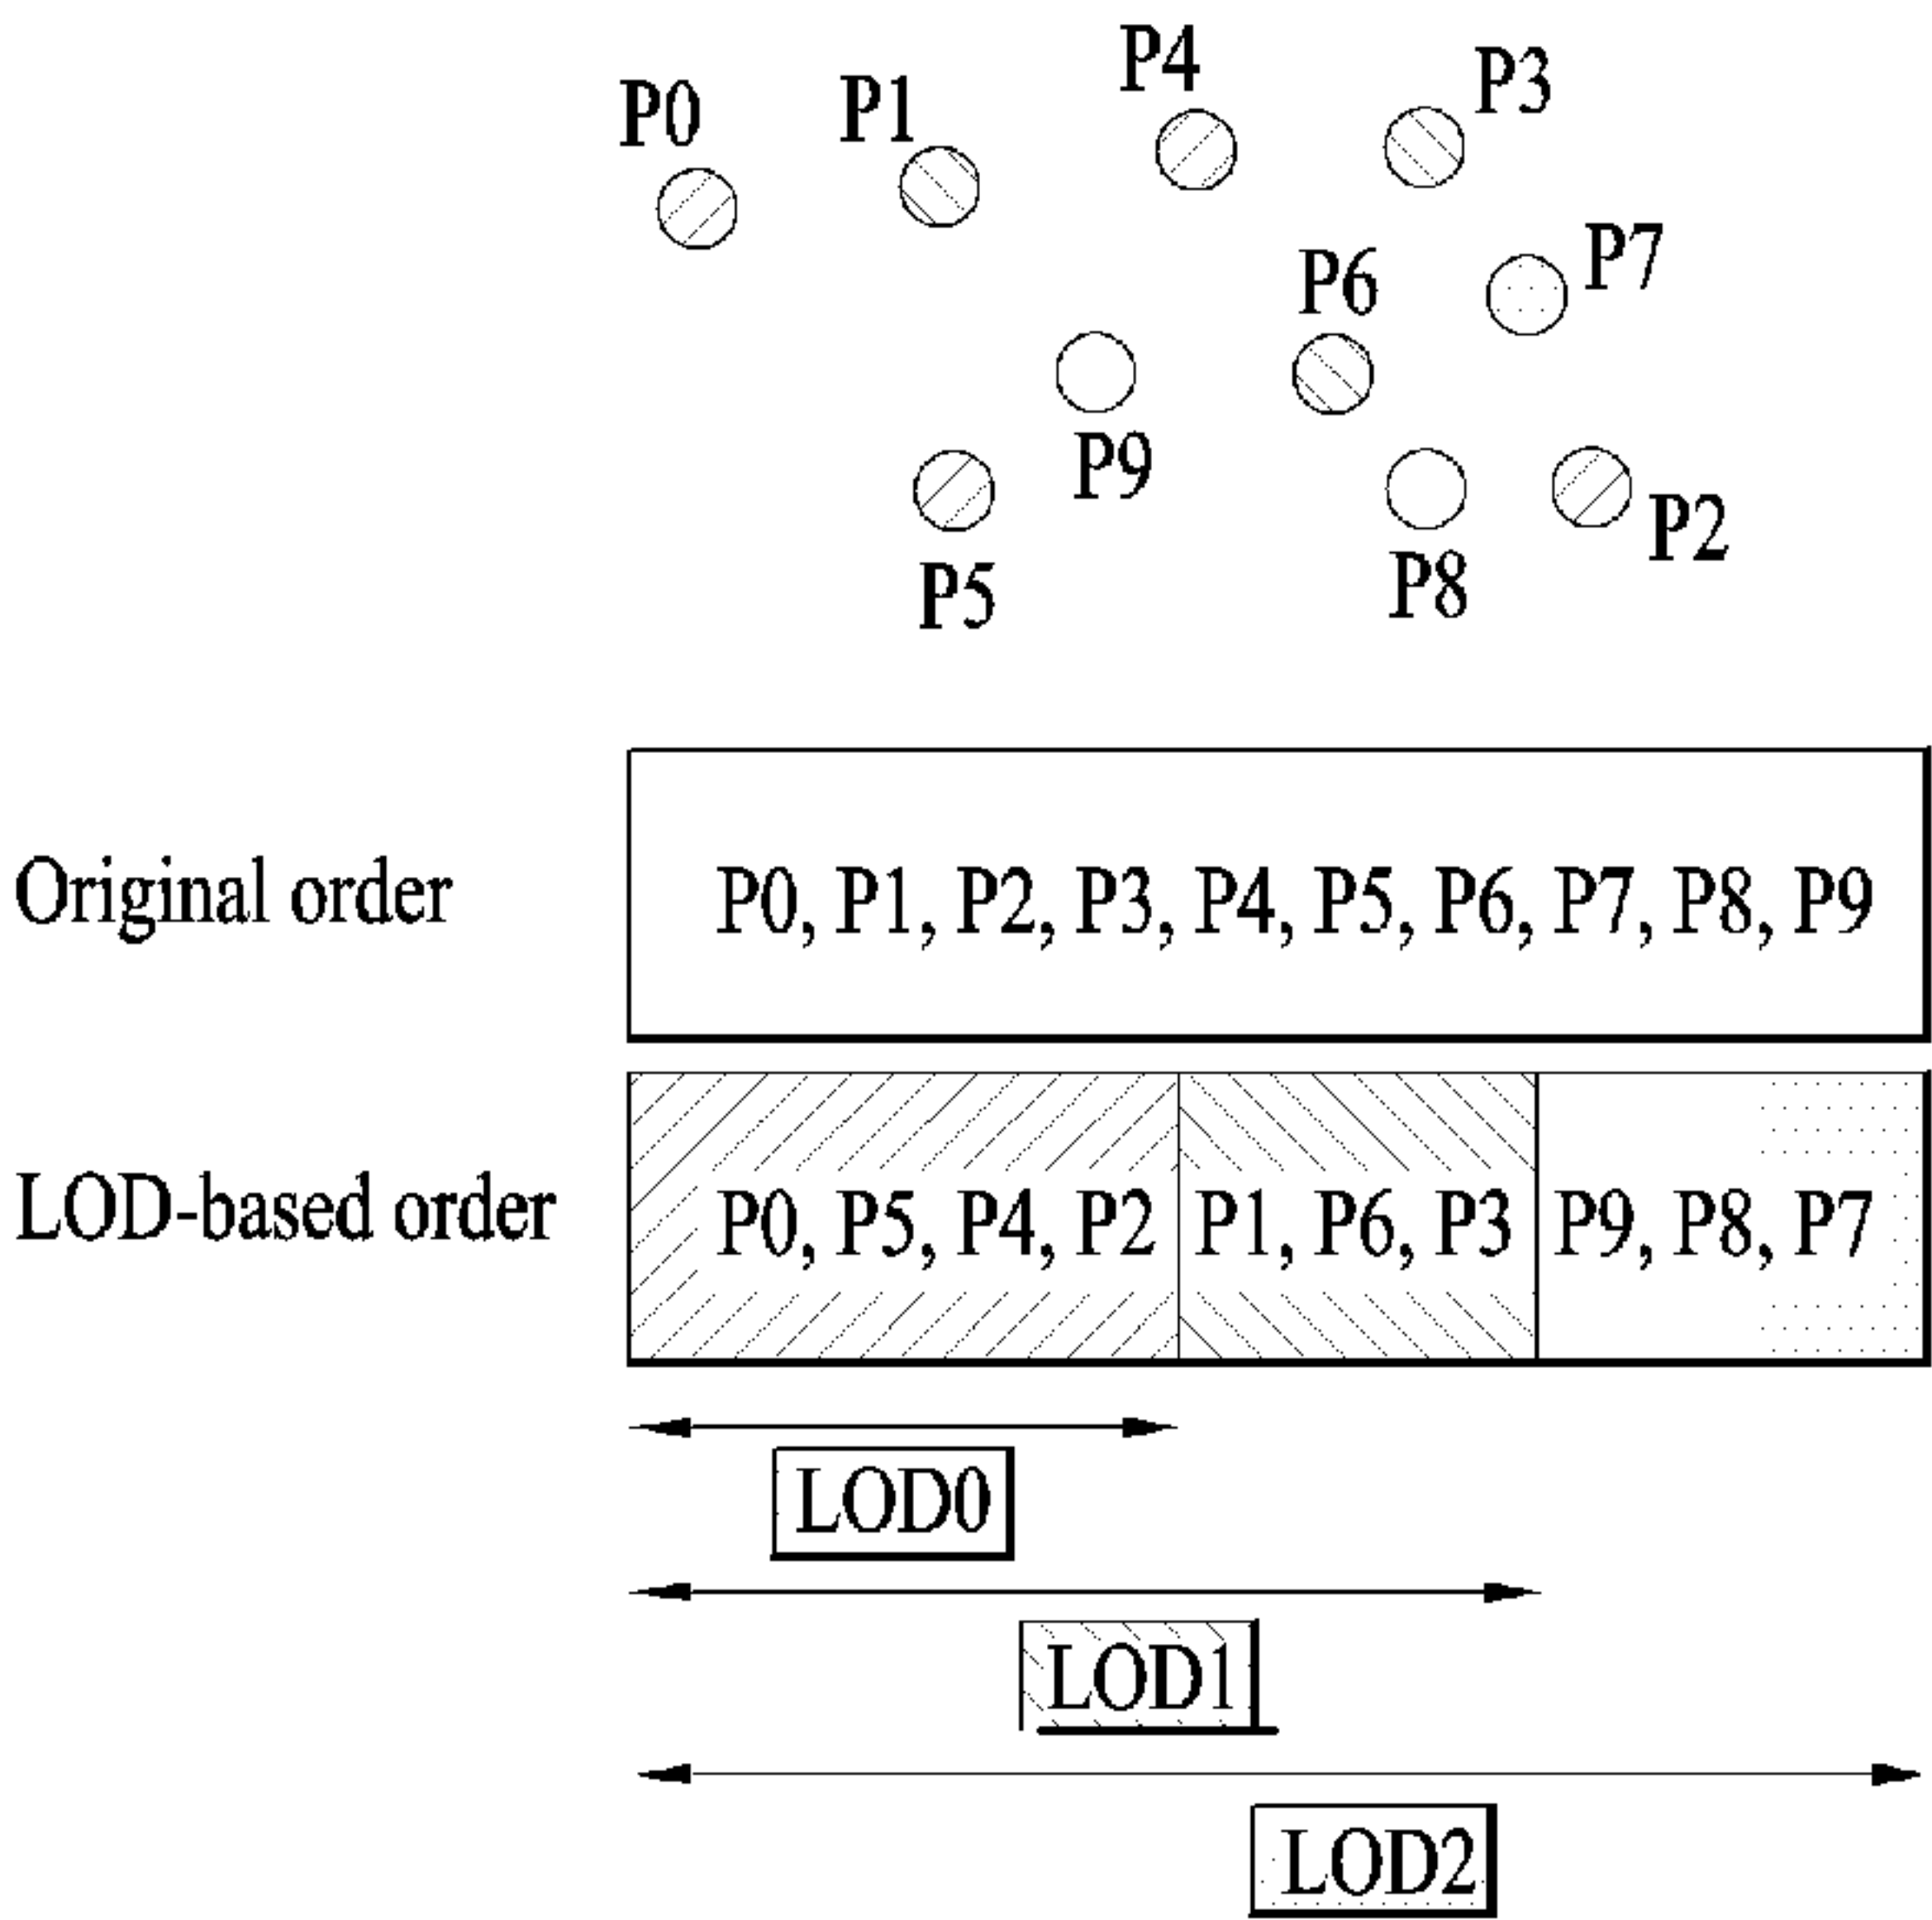 P4
P3
P0
P1
P7
P6
P9
P2
P5
P8
Original order
P0, P1, P2, P3, P4, P5, P6, P7, P8, P9
LOD-based order
P0, P5, P4, P2
P1, P6, P3
P9, P8, P7
LOD0
LOD1
LOD2